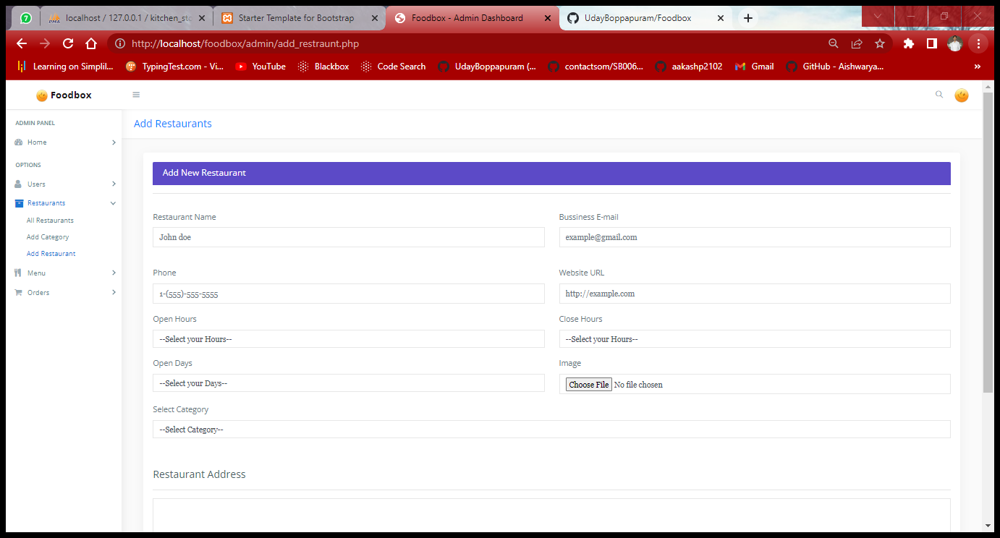 7
PMA
localhost / 127.0.0.1 / kitchen_sto
Starter Template for Bootstrap
Foodbox - Admin Dashboard
UdayBoppapuram/Foodbox
http://localhost/foodbox/admin/add_restraunt.php
Learning on Simplil...
TypingTest.com - Vi...
YouTube
Blackbox
Code Search
UdayBoppapuram (...
contactsom/SB006...
aakashp2102
Gmail
GitHub - Aishwarya...
»
Foodbox
ADMIN PANEL
Home
OPTIONS
Users
Restaurants
All Restaurants
Add Category
Add Restaurant
Menu
Orders
Add Restaurants
Add New Restaurant
Restaurant Name
John doe
Bussiness E-mail
example@gmail.com
Phone
1-(555)-555-5555
Website URL
http://example.com
Open Hours
--Select your Hours--
Close Hours
--Select your Hours--
Open Days
--Select your Days--
Image
Choose File No file chosen
Select Category
--Select Category--
Restaurant Address